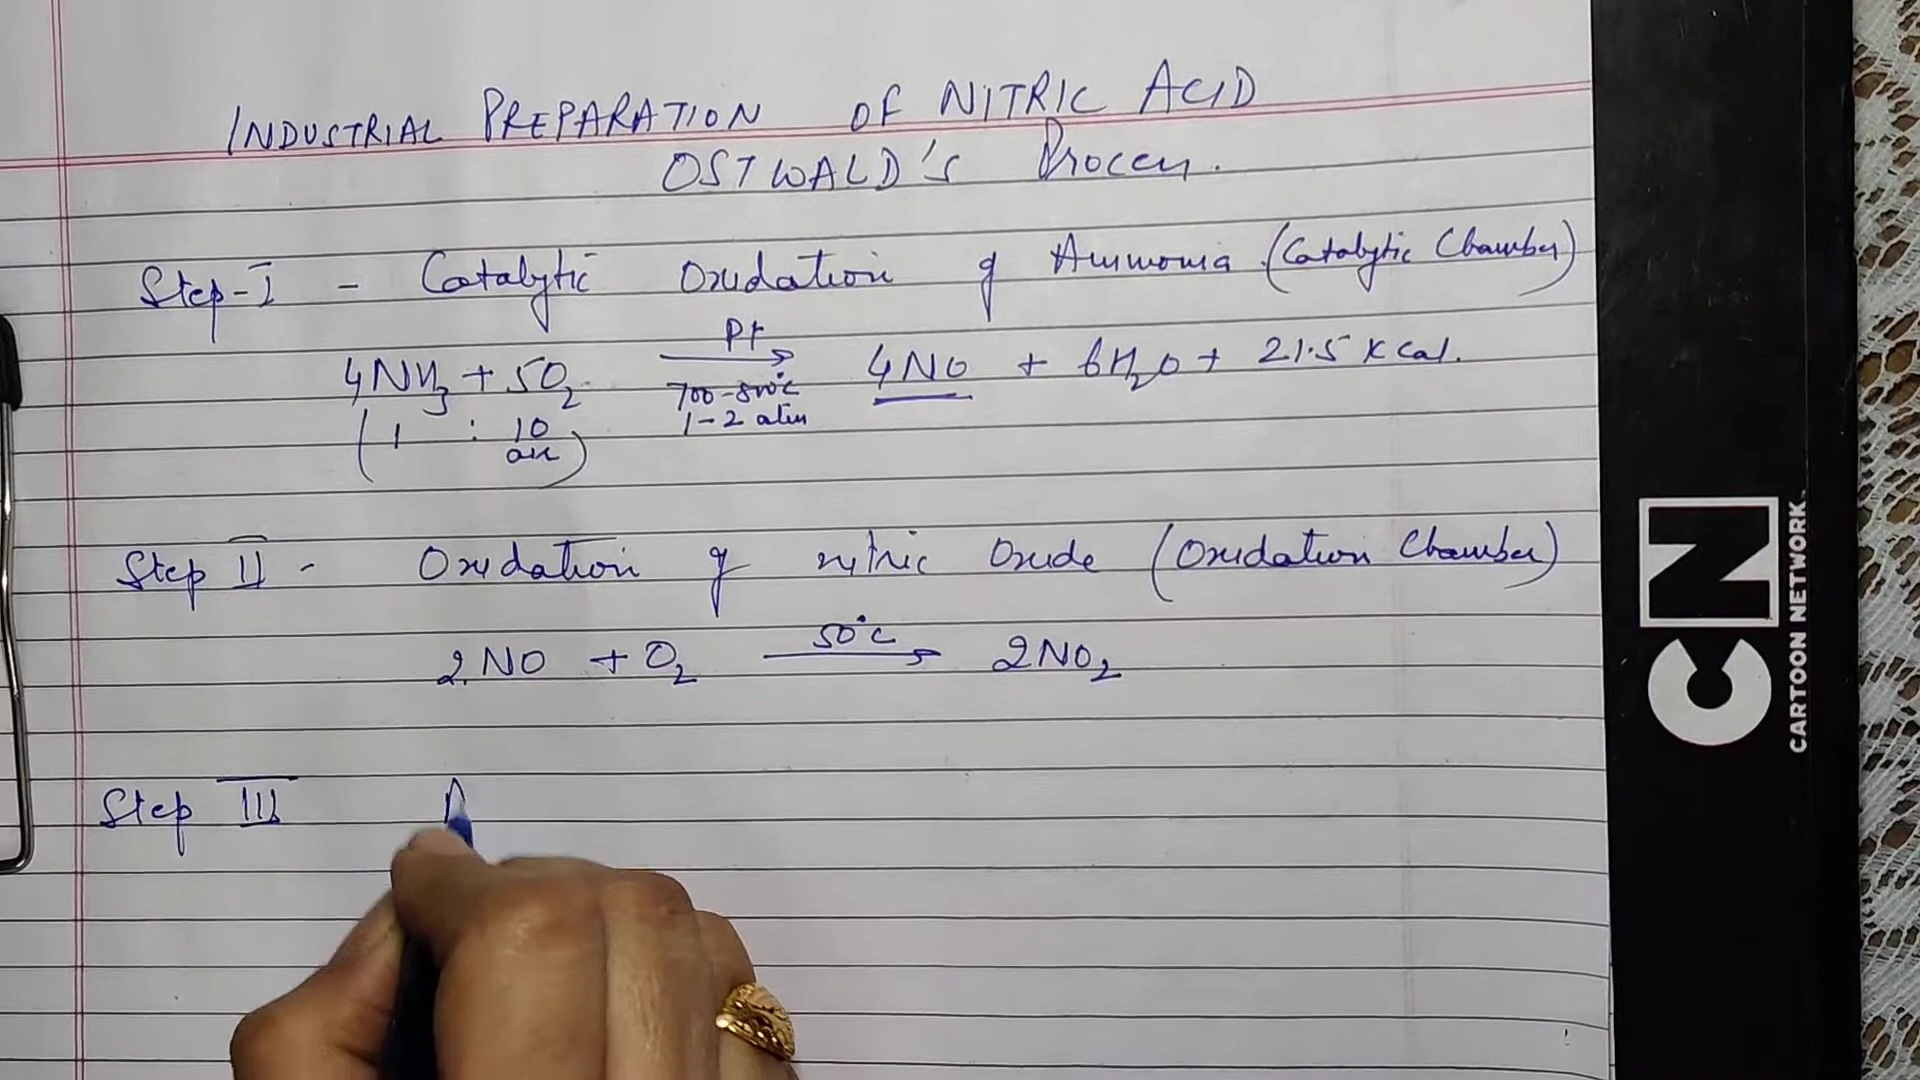 INDUSTRIAL PREPARATION OF NITRIC ACID
OSTWALD'S Process.
Step-I - Catalytic Oxidation of Ammonia (Catalytic Chamber)
Pt
4NH₃ + 5O₂ → 4NO + 6H₂O + 21.5 K Cal.
700-800°C
1-2 atm
(1 : 10
air)
Step II - Oxidation of nitric Oxide (Oxidation Chamber)
50°C
2NO + O₂ → 2NO₂
Step III A
CN
CARTOON NETWORK